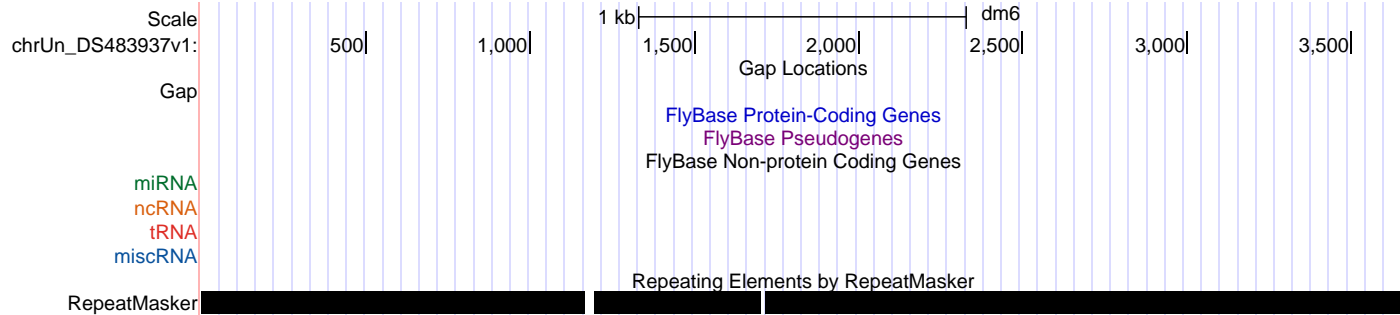 Scale 1 kb dm6
chrUn_DS483937v1: 500 1,000 1,500 2,000 2,500 3,000 3,500
Gap Locations
Gap
FlyBase Protein-Coding Genes
FlyBase Pseudogenes
FlyBase Non-protein Coding Genes
miRNA
ncRNA
tRNA
miscRNA
Repeating Elements by RepeatMasker
RepeatMasker